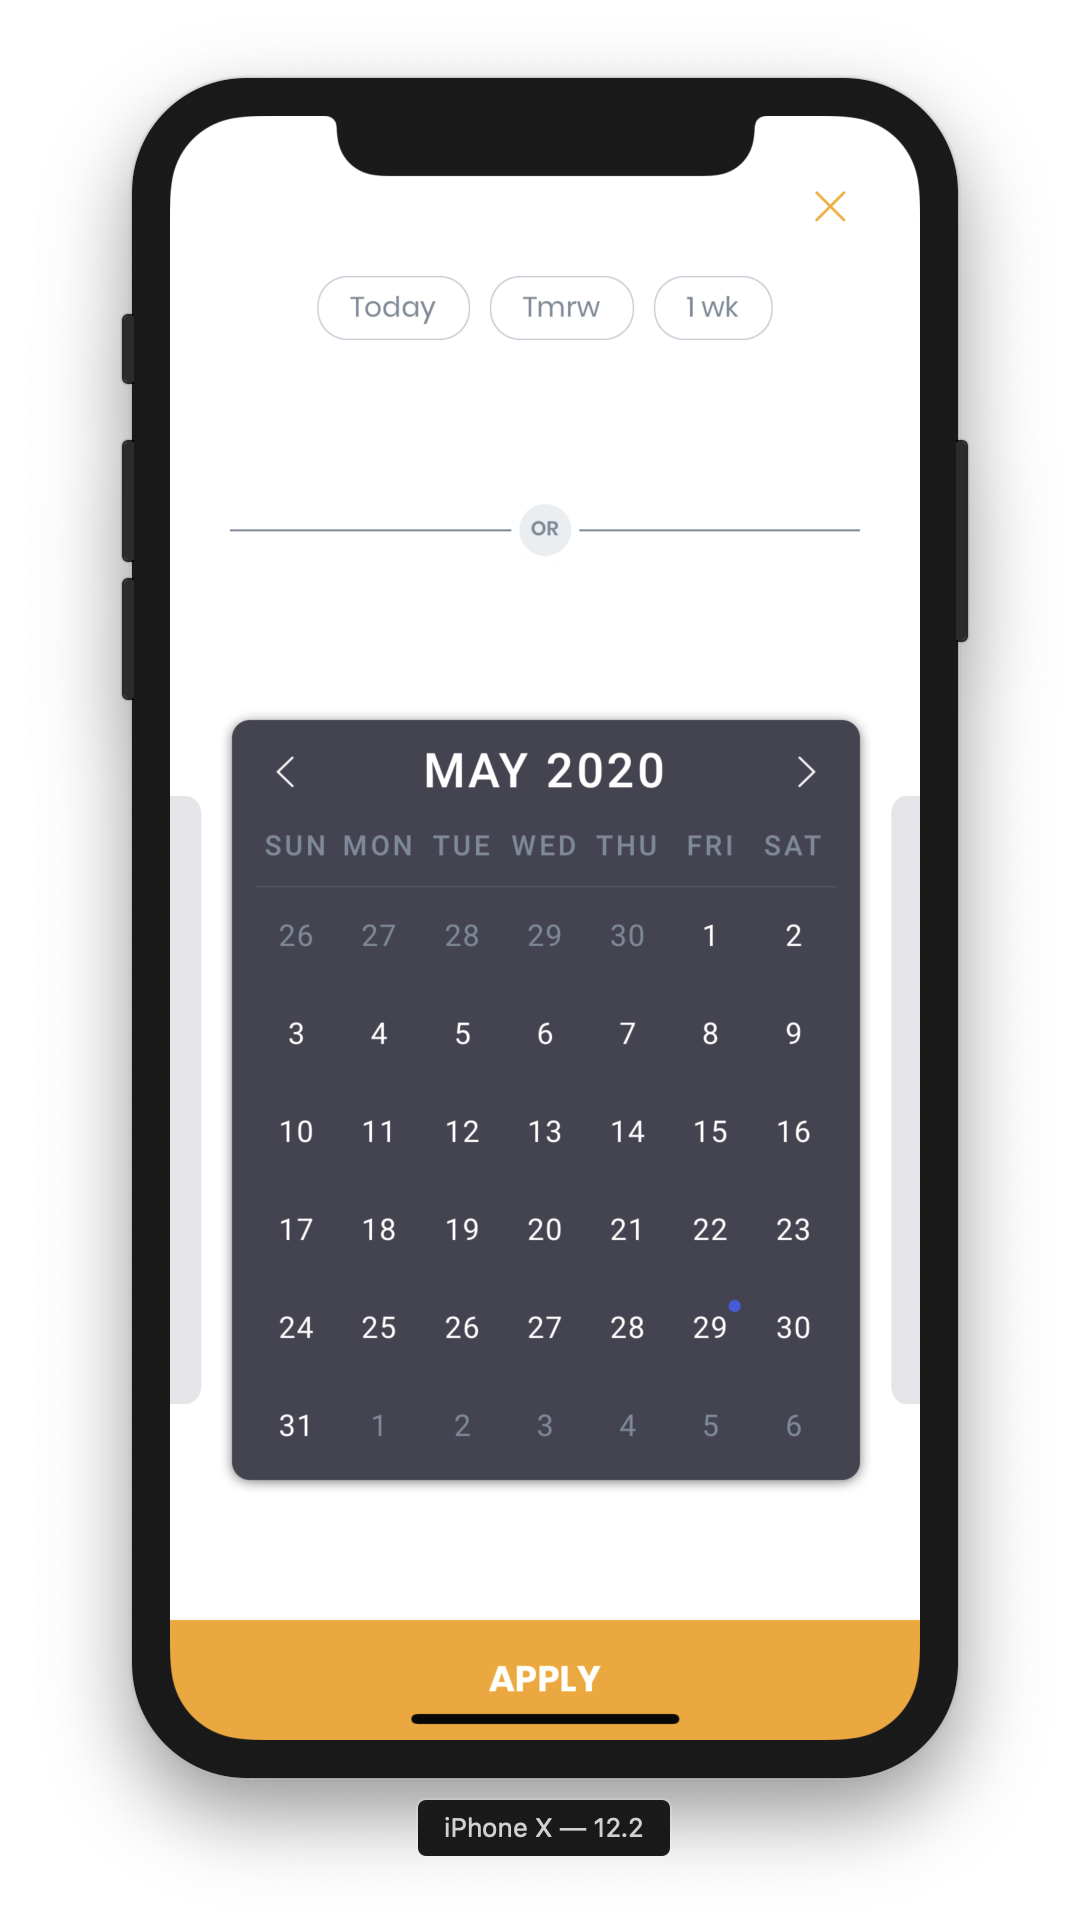 Today Tmrw 1 wk
OR
MAY 2020
SUN MON TUE WED THU FRI SAT
26 27 28 29 30 1 2
3 4 5 6 7 8 9
10 11 12 13 14 15 16
17 18 19 20 21 22 23
24 25 26 27 28 29 30
31 1 2 3 4 5 6
APPLY
iPhone X — 12.2